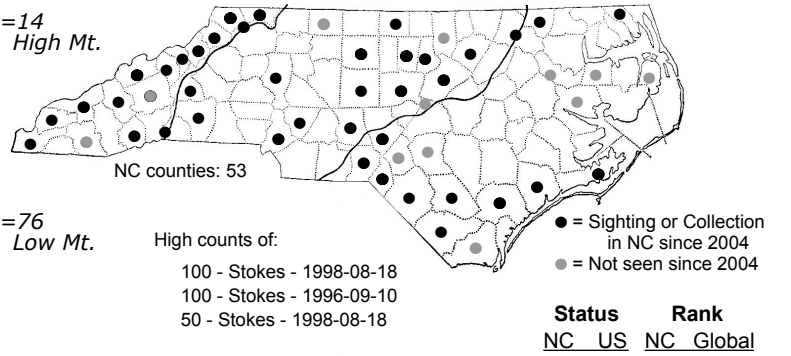 =14
High Mt.
NC counties: 53
=76
Low Mt.
High counts of:
100 - Stokes - 1998-08-18
100 - Stokes - 1996-09-10
50 - Stokes - 1998-08-18
= Sighting or Collection
in NC since 2004
= Not seen since 2004
Status Rank
NC US NC Global